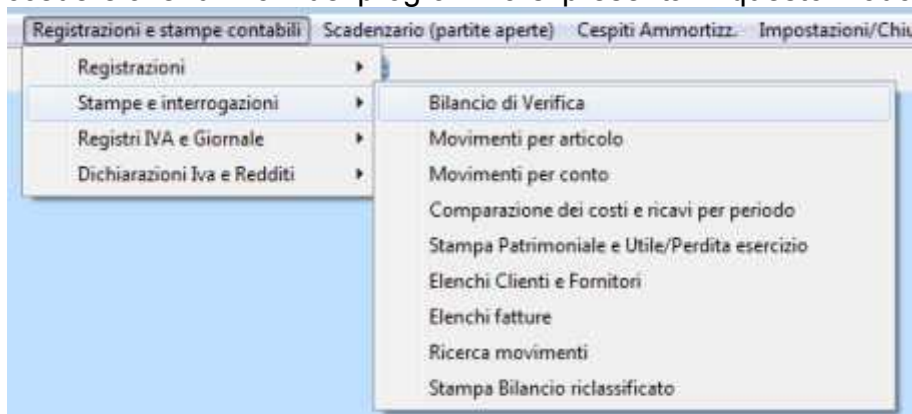 Registrazioni e stampe contabili Scadenzario (partite aperte) Cespiti Ammortizz. Impostazioni/Chiu
Registrazioni
Stampe e interrogazioni
Registri IVA e Giornale
Dichiarazioni Iva e Redditi
Bilancio di Verifica
Movimenti per articolo
Movimenti per conto
Comparazione dei costi e ricavi per periodo
Stampa Patrimoniale e Utile/Perdita esercizio
Elenchi Clienti e Fornitori
Elenchi fatture
Ricerca movimenti
Stampa Bilancio riclassificato